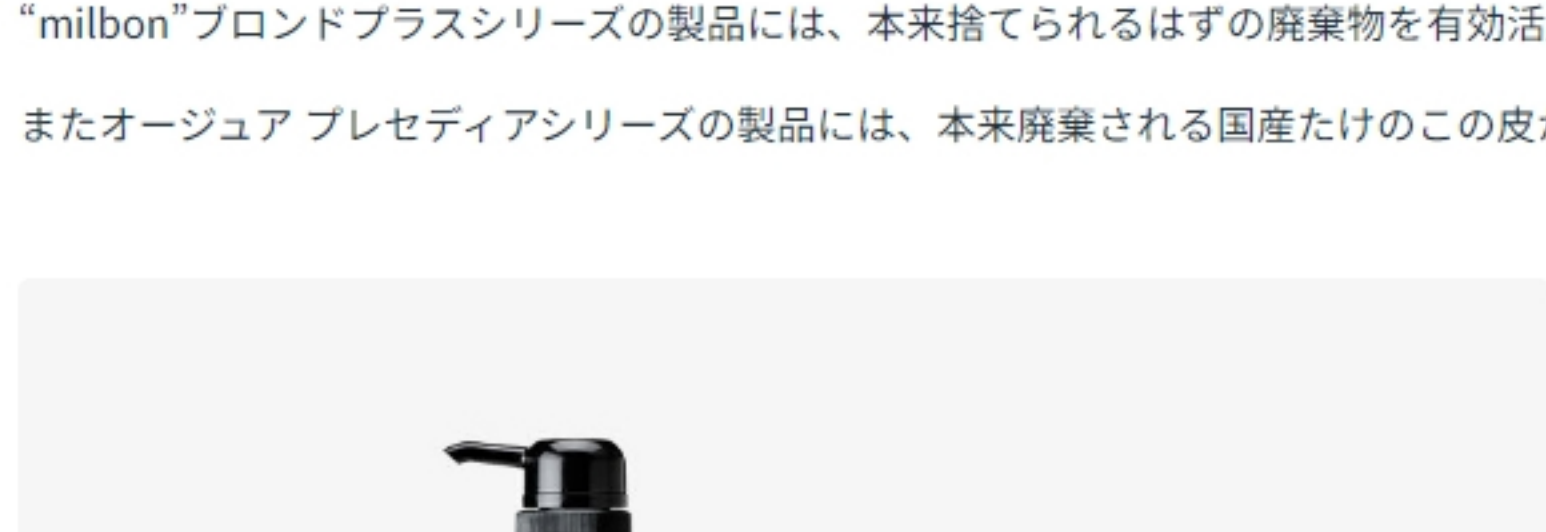 “milbon”ブロンドプラスシリーズの製品には、本来捨てられるはずの廃棄物を有効活
またオージュア プレセディアシリーズの製品には、本来廃棄される国産たけのこの皮